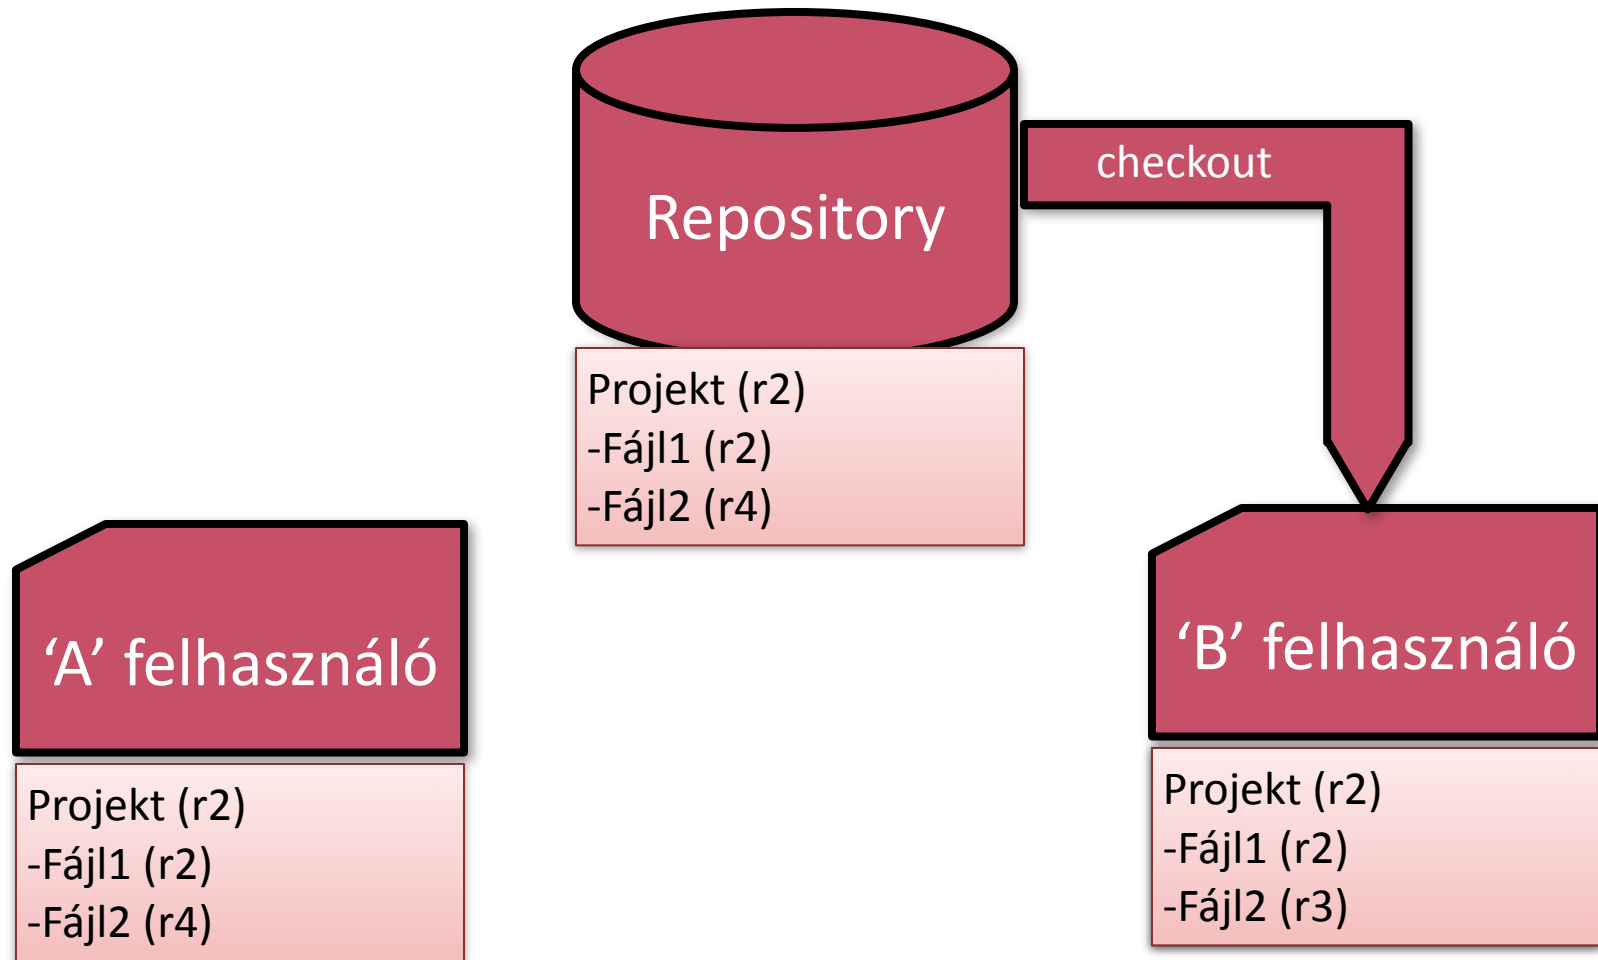 Repository
checkout
Projekt (r2)
-Fájl1 (r2)
-Fájl2 (r4)
‘A’ felhasználó
Projekt (r2)
-Fájl1 (r2)
-Fájl2 (r4)
‘B’ felhasználó
Projekt (r2)
-Fájl1 (r2)
-Fájl2 (r3)